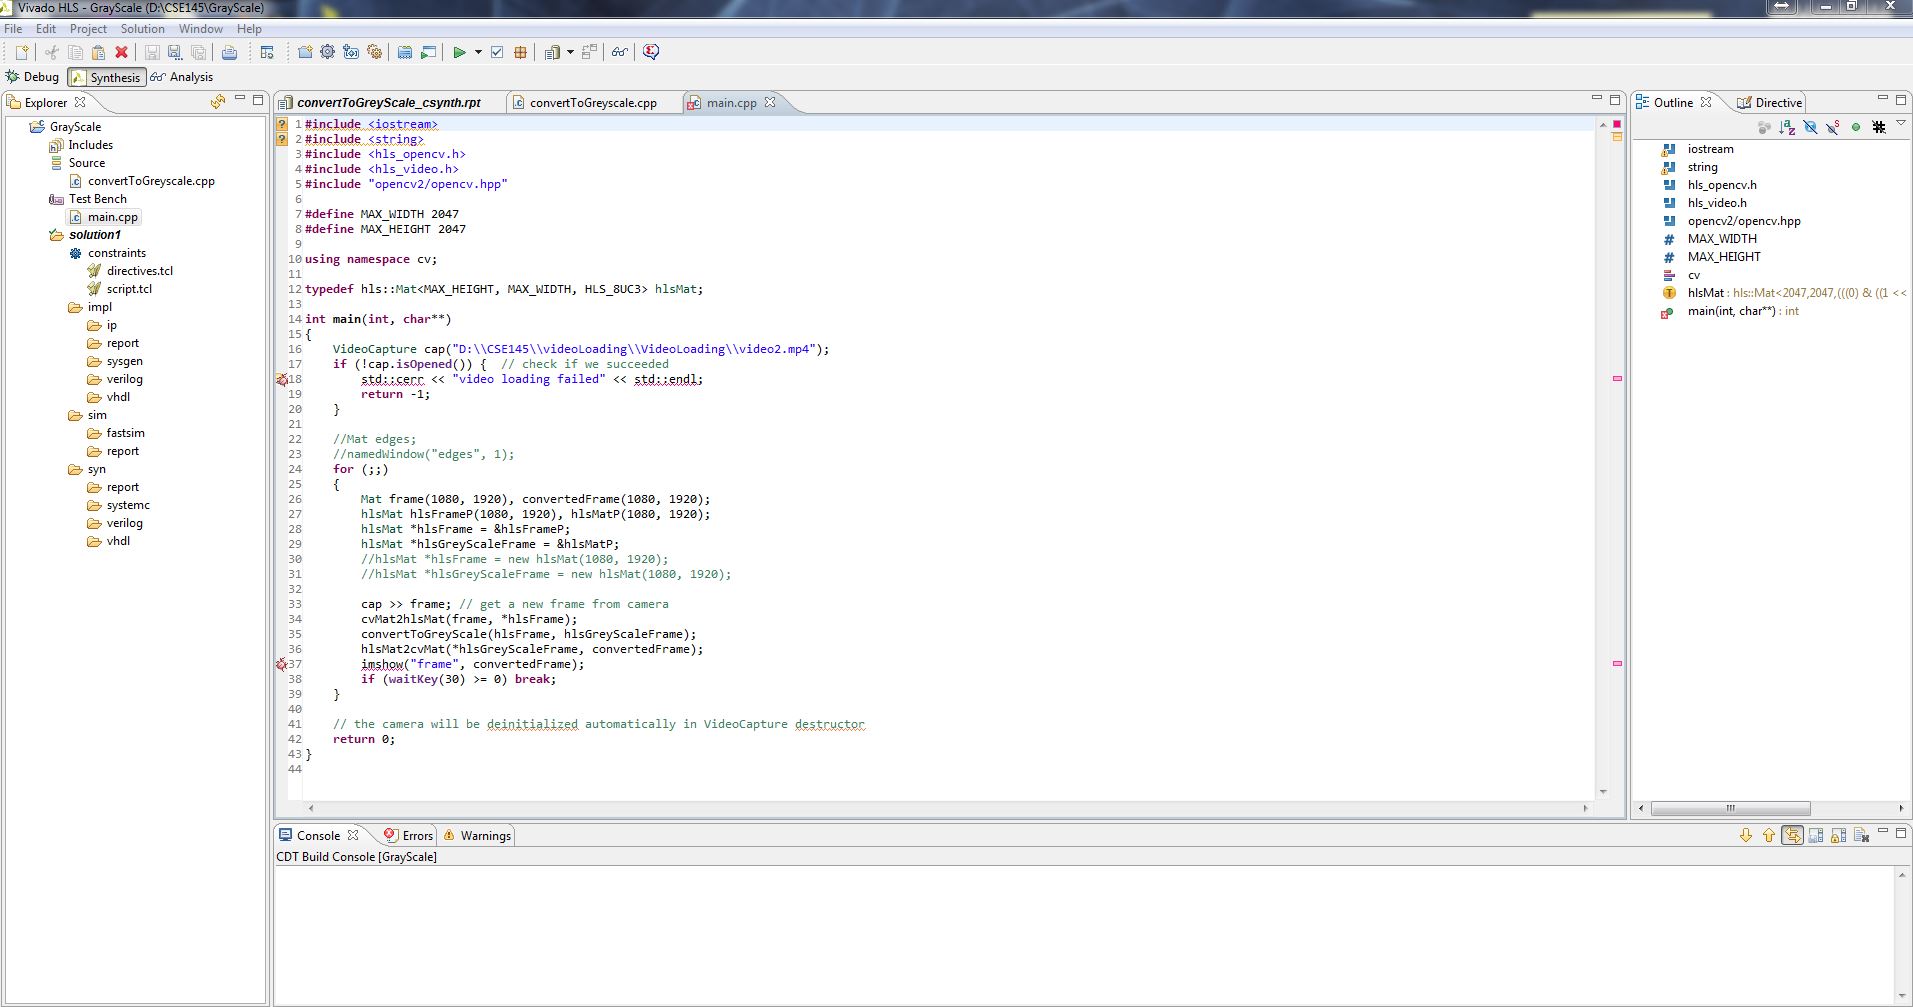 Vivado HLS - GrayScale (D:\CSE145\GrayScale)
File Edit Project Solution Window Help
Debug Synthesis Analysis
Explorer
GrayScale
Includes
Source
convertToGreyscale.cpp
Test Bench
main.cpp
solution1
constraints
directives.tcl
script.tcl
impl
ip
report
sysgen
verilog
vhdl
sim
fastsim
report
syn
report
systemc
verilog
vhdl
convertToGreyScale_csynth.rpt convertToGreyscale.cpp main.cpp
1 #include <iostream>
2 #include <string>
3 #include <hls_opencv.h>
4 #include <hls_video.h>
5 #include "opencv2/opencv.hpp"
6
7 #define MAX_WIDTH 2047
8 #define MAX_HEIGHT 2047
9
10 using namespace cv;
11
12 typedef hls::Mat<MAX_HEIGHT, MAX_WIDTH, HLS_8UC3> hlsMat;
13
14 int main(int, char**)
15 {
16     VideoCapture cap("D:\\CSE145\\videoLoading\\VideoLoading\\video2.mp4");
17     if (!cap.isOpened()) {  // check if we succeeded
18         std::cerr << "video loading failed" << std::endl;
19         return -1;
20     }
21
22     //Mat edges;
23     //namedWindow("edges", 1);
24     for (;;)
25     {
26         Mat frame(1080, 1920), convertedFrame(1080, 1920);
27         hlsMat hlsFrameP(1080, 1920), hlsMatP(1080, 1920);
28         hlsMat *hlsFrame = &hlsFrameP;
29         hlsMat *hlsGreyScaleFrame = &hlsMatP;
30         //hlsMat *hlsFrame = new hlsMat(1080, 1920);
31         //hlsMat *hlsGreyScaleFrame = new hlsMat(1080, 1920);
32
33         cap >> frame; // get a new frame from camera
34         cvMat2hlsMat(frame, *hlsFrame);
35         convertToGreyScale(hlsFrame, hlsGreyScaleFrame);
36         hlsMat2cvMat(*hlsGreyScaleFrame, convertedFrame);
37         imshow("frame", convertedFrame);
38         if (waitKey(30) >= 0) break;
39     }
40
41     // the camera will be deinitialized automatically in VideoCapture destructor
42     return 0;
43 }
44
Outline Directive
iostream
string
hls_opencv.h
hls_video.h
opencv2/opencv.hpp
MAX_WIDTH
MAX_HEIGHT
cv
hlsMat : hls::Mat<2047,2047,(((0) & ((1 <<
main(int, char**) : int
Console Errors Warnings
CDT Build Console [GrayScale]